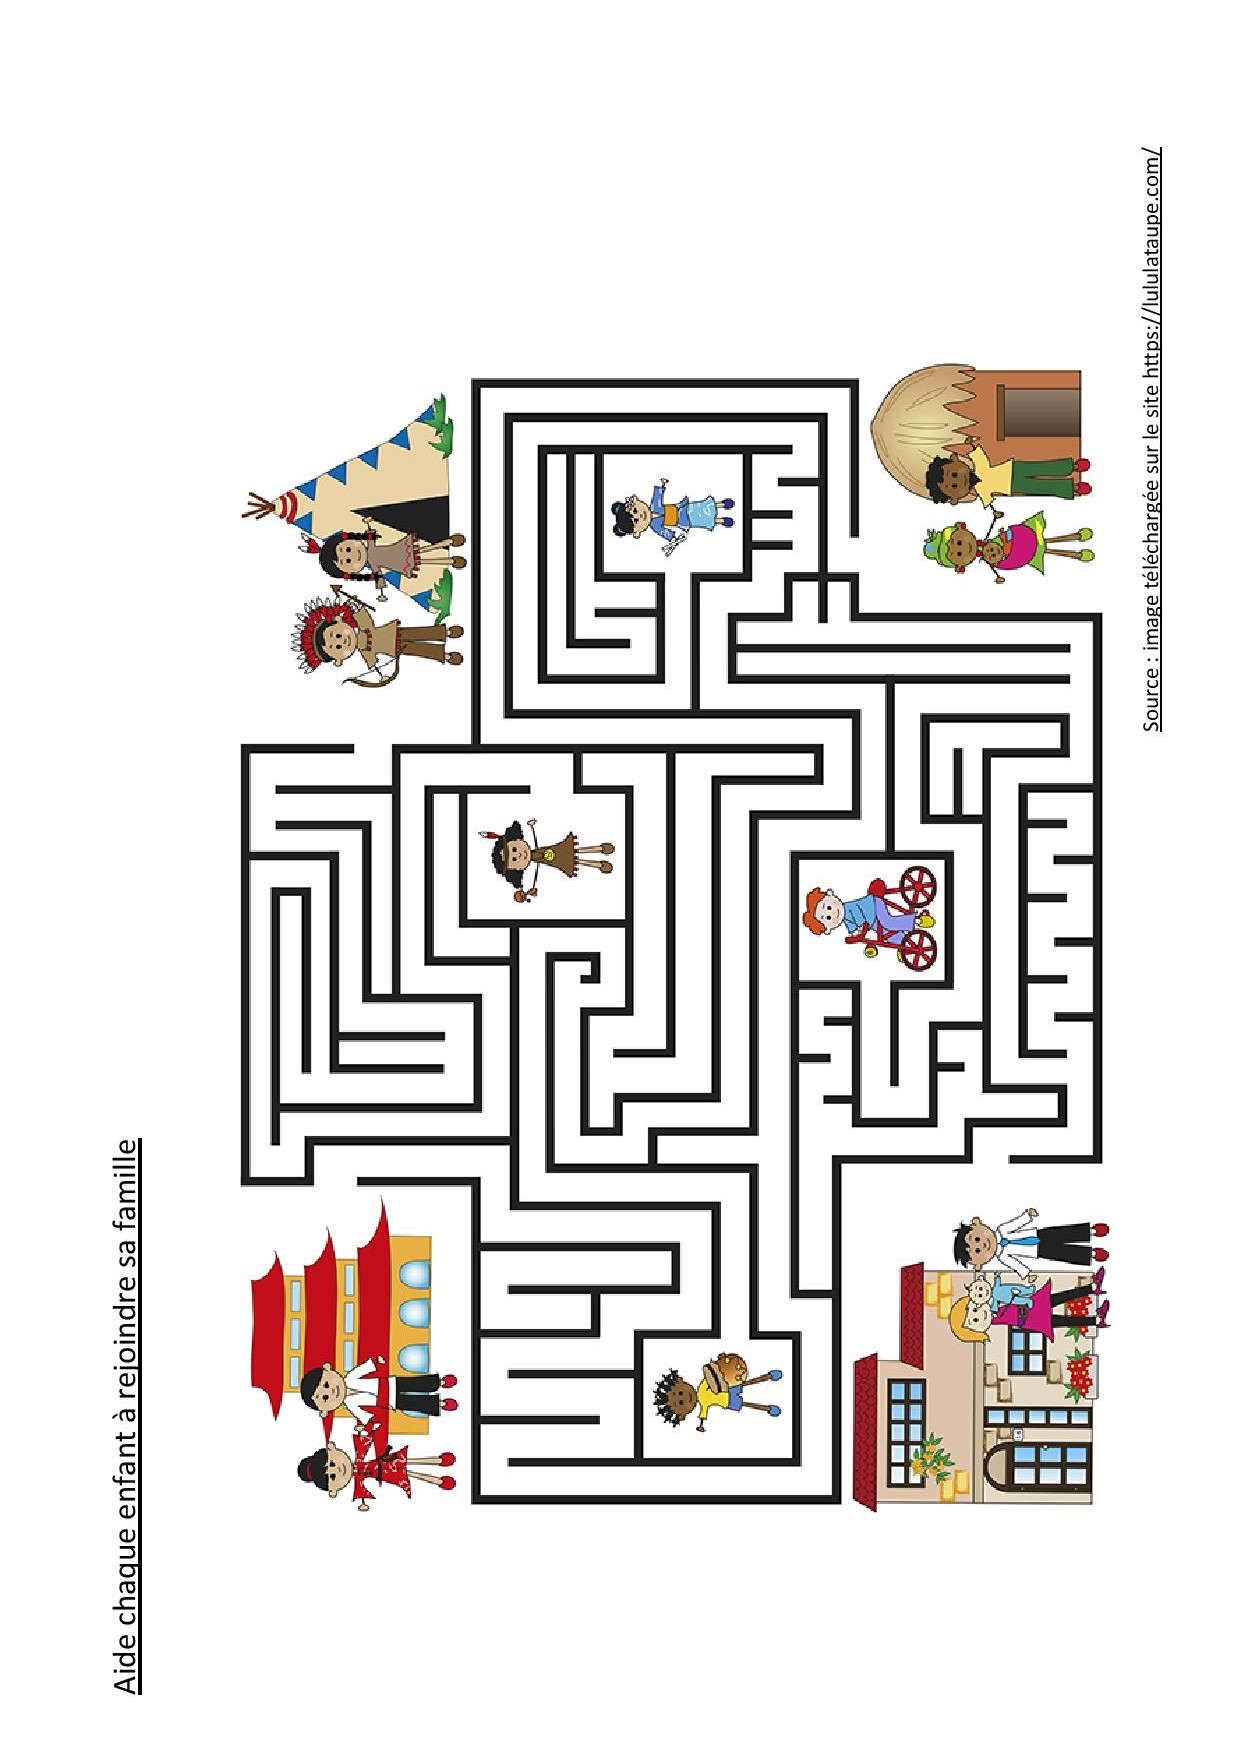 Aide chaque enfant à rejoindre sa famille
Source : image téléchargée sur le site https://lululataupe.com/